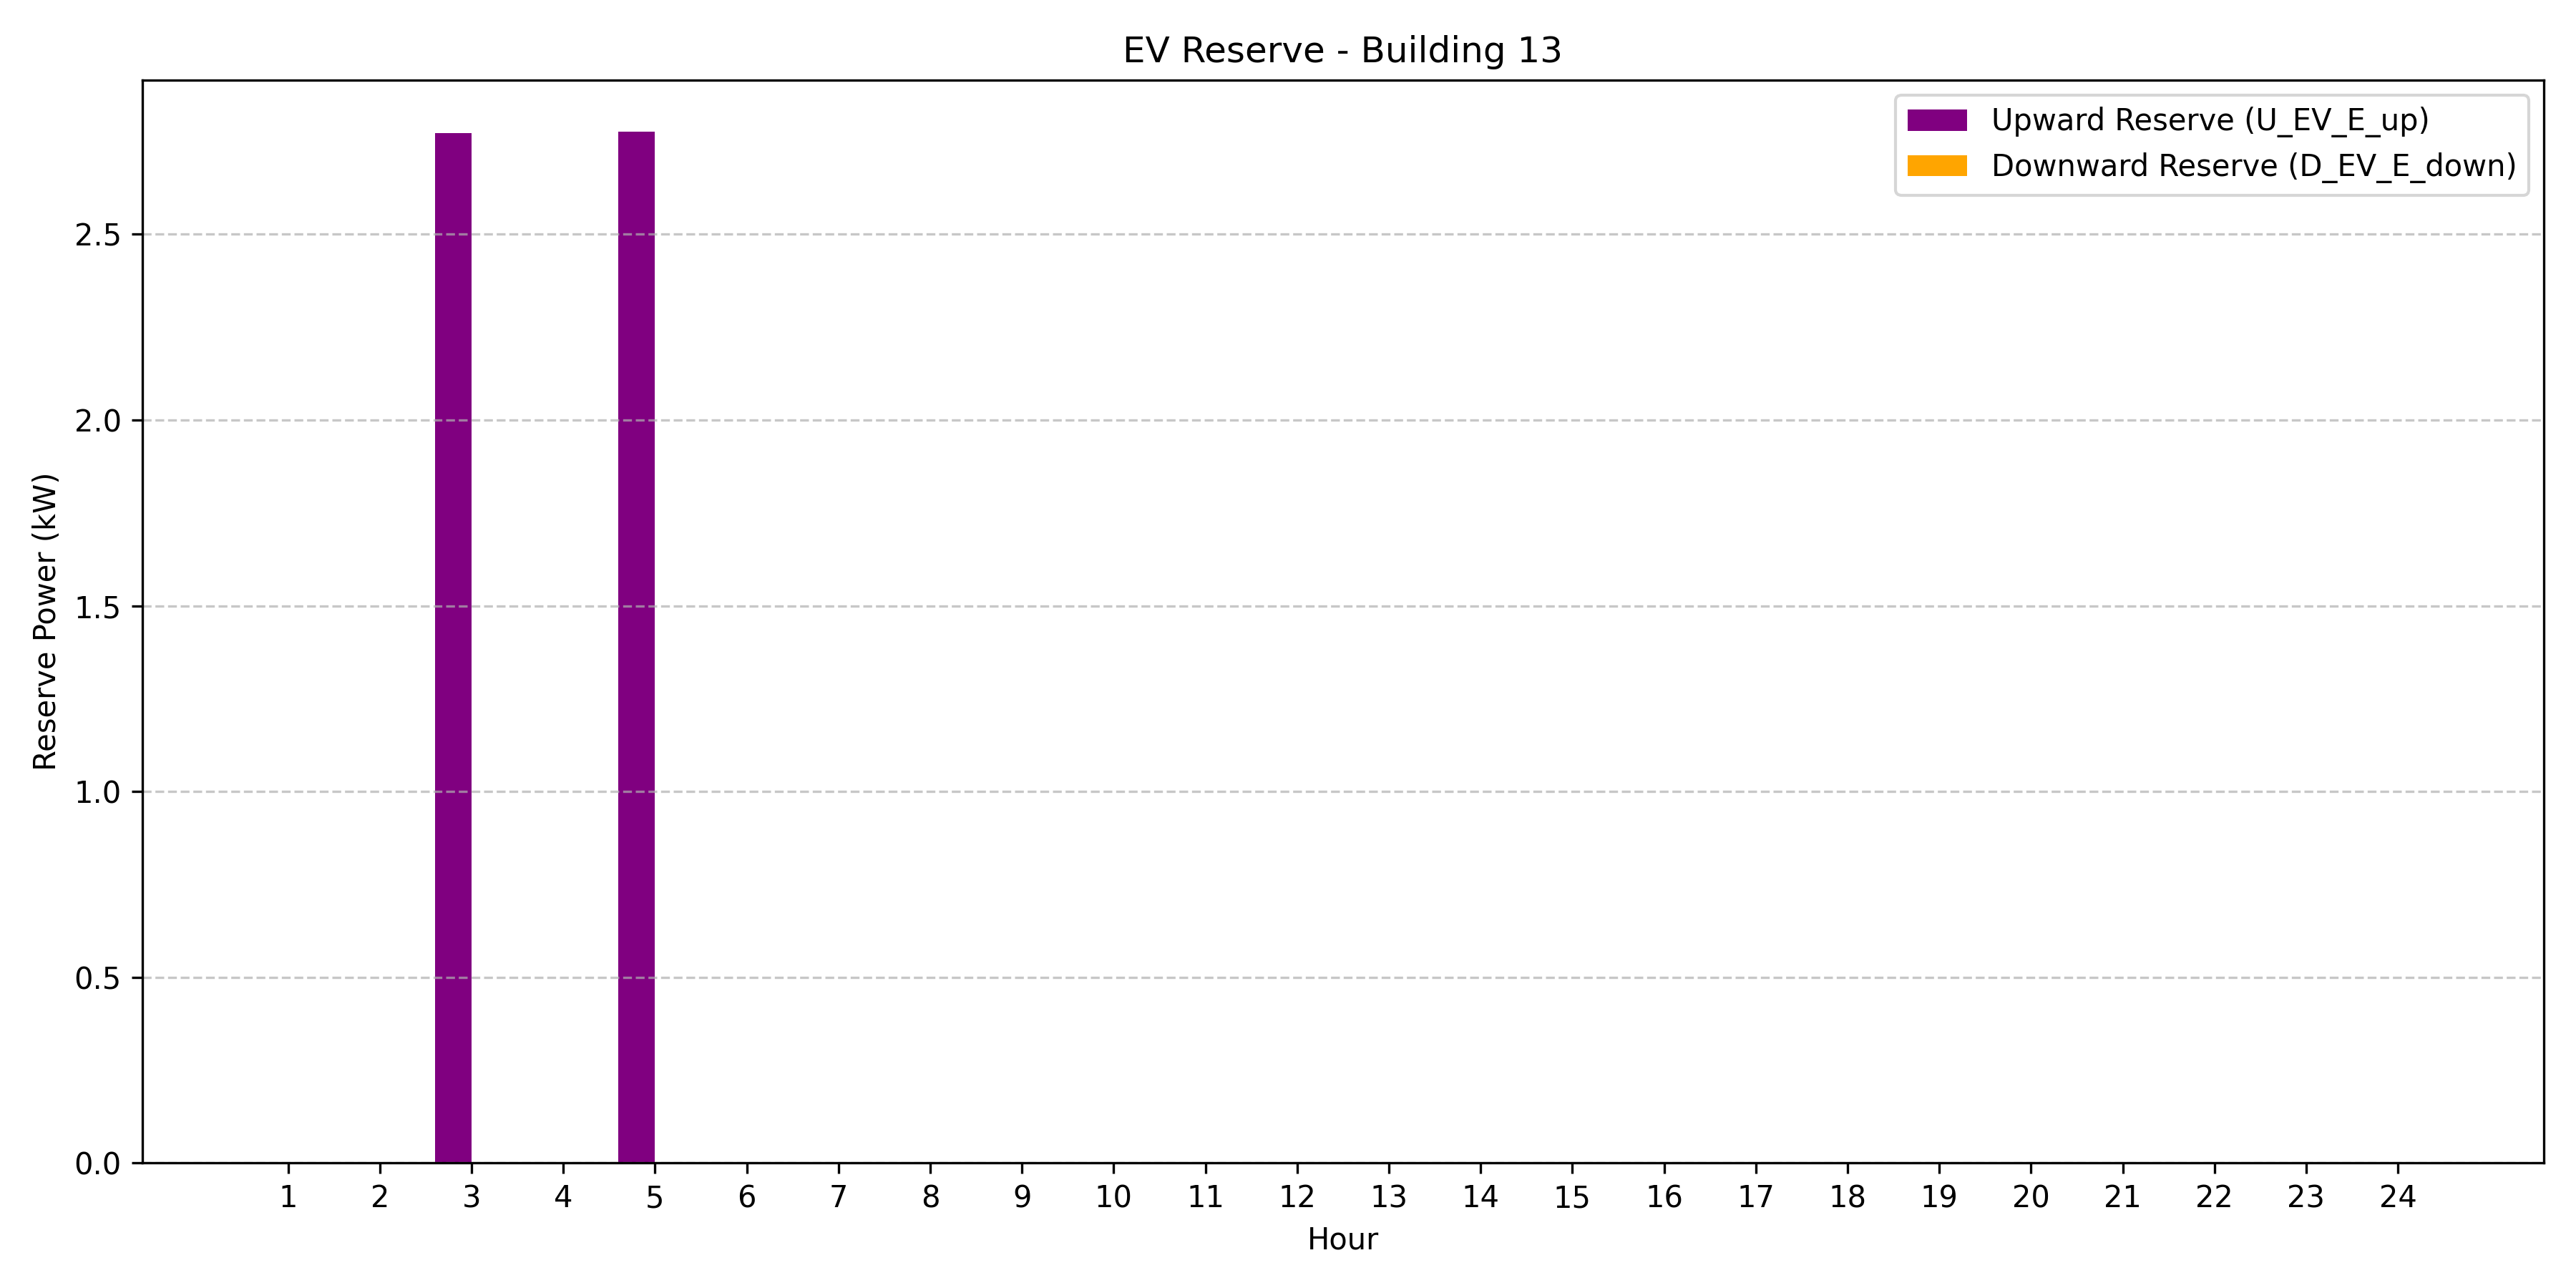 EV Reserve - Building 13
Upward Reserve (U_EV_E_up)
Downward Reserve (D_EV_E_down)
Reserve Power (kW)
2.5
2.0
1.5
1.0
0.5
0.0
1 2 3 4 5 6 7 8 9 10 11 12 13 14 15 16 17 18 19 20 21 22 23 24
Hour